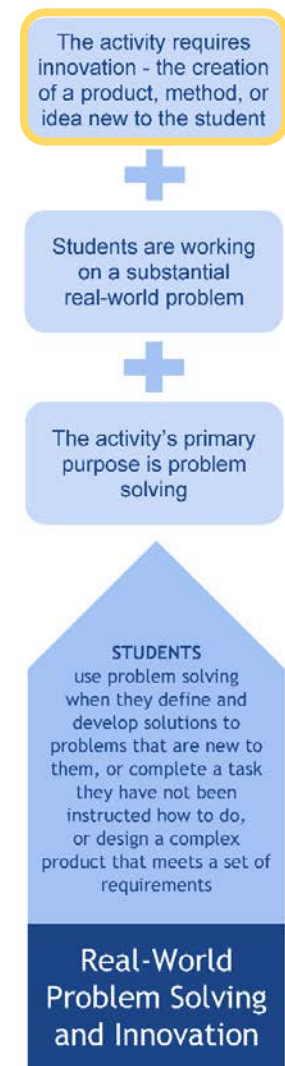 The activity requires
innovation - the creation
of a product, method, or
idea new to the student
Students are working
on a substantial
real-world problem
The activity's primary
purpose is problem
solving
STUDENTS
use problem solving
when they define and
develop solutions to
problems that are new to
them, or complete a task
they have not been
instructed how to do,
or design a complex
product that meets a set of
requirements
Real-World
Problem Solving
and Innovation